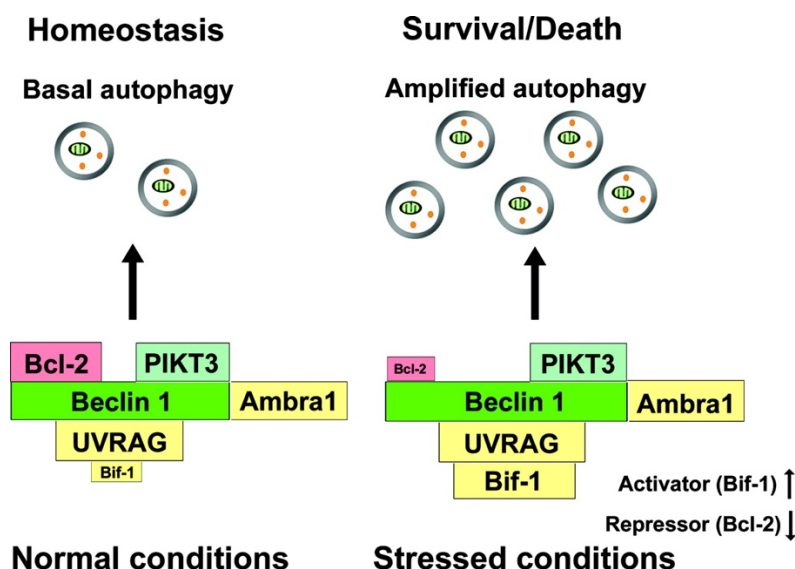 Homeostasis
Basal autophagy
Bcl-2
PIKT3
Beclin 1
Ambra1
UVRAG
Bif-1
Normal conditions
Survival/Death
Amplified autophagy
Bcl-2
PIKT3
Beclin 1
Ambra1
UVRAG
Bif-1
Activator (Bif-1) ↑
Repressor (Bcl-2) ↓
Stressed conditions